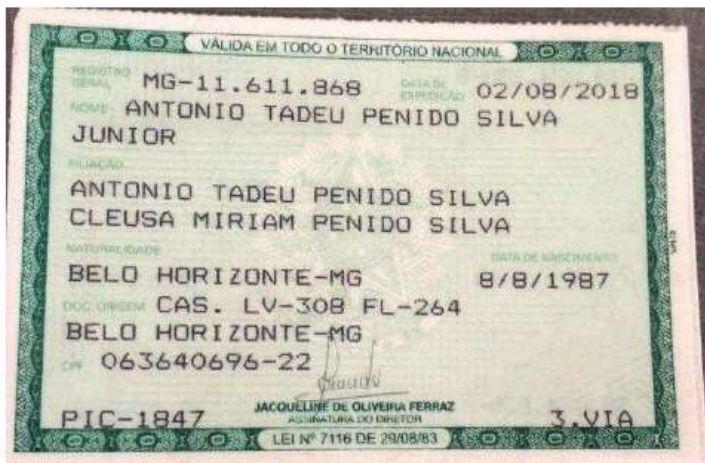 VÁLIDA EM TODO O TERRITÓRIO NACIONAL
REGISTRO GERAL MG-11.611.868 DATA DE EXPEDIÇÃO 02/08/2018
NOME ANTONIO TADEU PENIDO SILVA
JUNIOR
FILIAÇÃO
ANTONIO TADEU PENIDO SILVA
CLEUSA MIRIAM PENIDO SILVA
NATURALIDADE DATA DE NASCIMENTO
BELO HORIZONTE-MG 8/8/1987
DOC. ORIGEM CAS. LV-308 FL-264
BELO HORIZONTE-MG
CPF 063640696-22
JACQUELINE DE OLIVEIRA FERRAZ
PIC-1847 ASSINATURA DO DIRETOR 3.VIA
LEI Nº 7116 DE 29/08/83